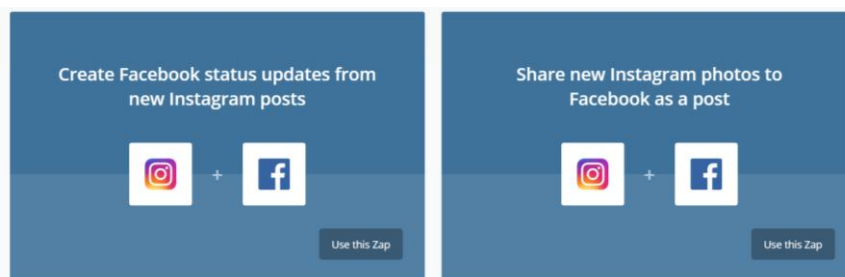 Create Facebook status updates from
new Instagram posts
+
Use this Zap
Share new Instagram photos to
Facebook as a post
+
Use this Zap